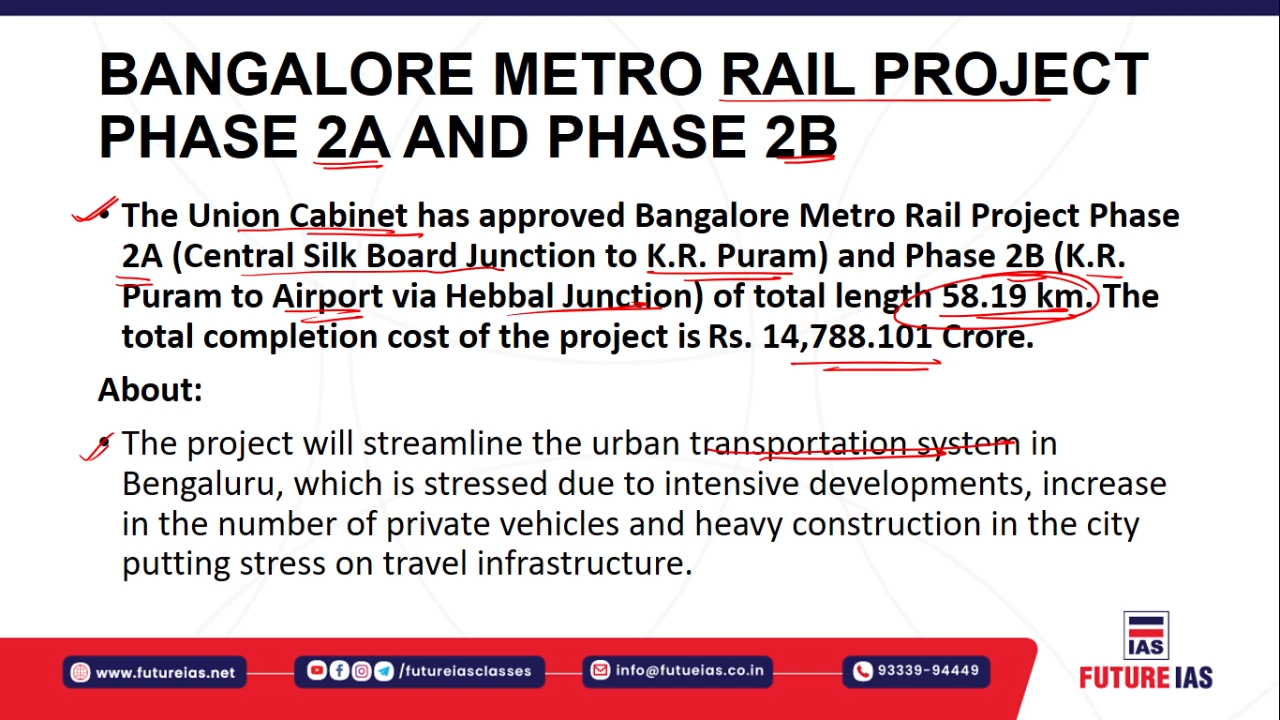 BANGALORE METRO RAIL PROJECT
PHASE 2A AND PHASE 2B
• The Union Cabinet has approved Bangalore Metro Rail Project Phase
2A (Central Silk Board Junction to K.R. Puram) and Phase 2B (K.R.
Puram to Airport via Hebbal Junction) of total length 58.19 km. The
total completion cost of the project is Rs. 14,788.101 Crore.
About:
• The project will streamline the urban transportation system in
Bengaluru, which is stressed due to intensive developments, increase
in the number of private vehicles and heavy construction in the city
putting stress on travel infrastructure.
www.futureias.net
/futureiasclasses
info@futueias.co.in
93339-94449
IAS
FUTURE IAS